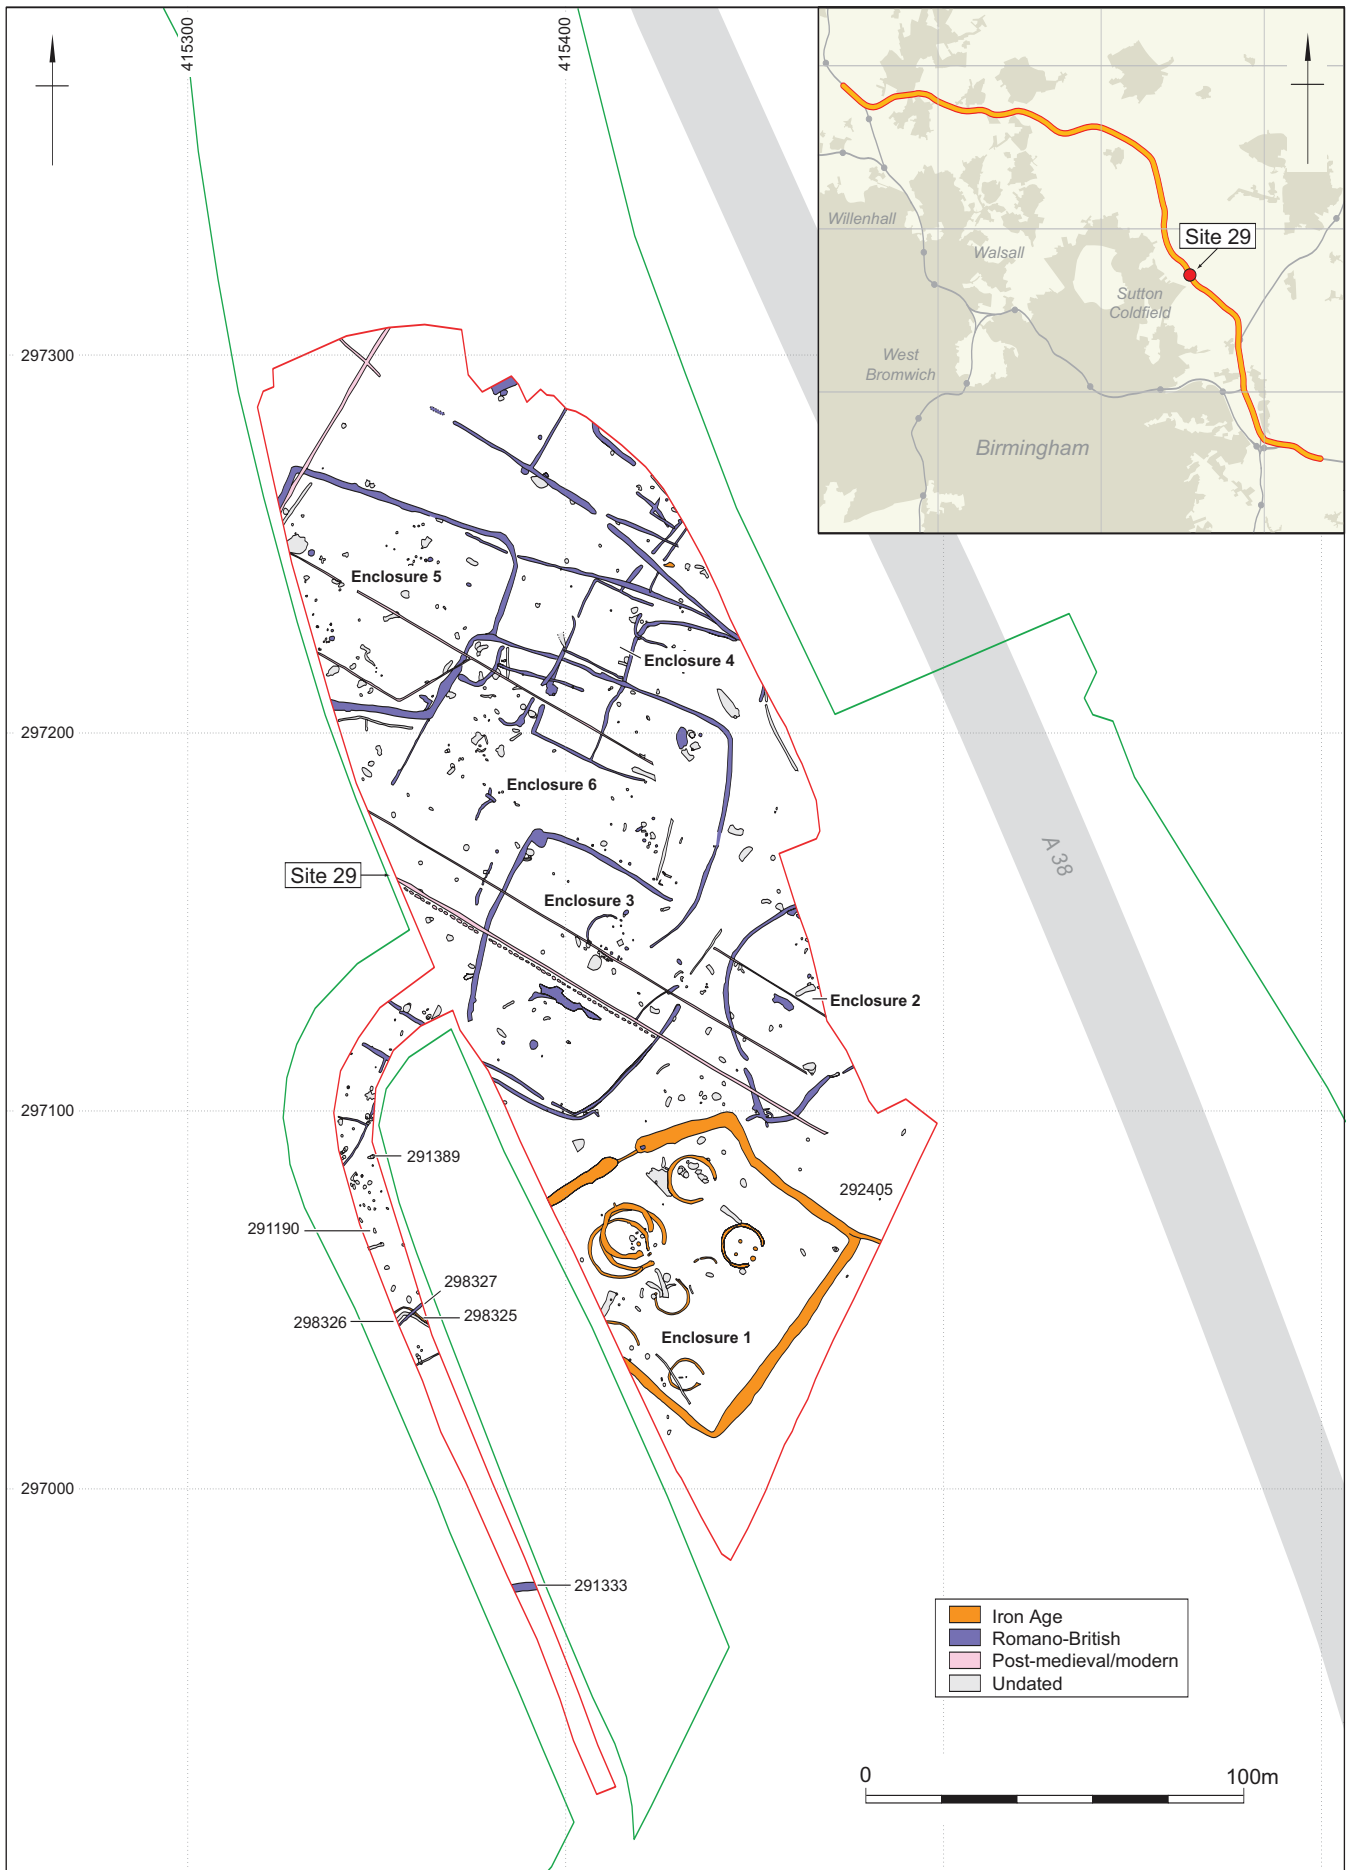 415300
415400
Willenhall
Walsall
Site 29
Sutton
Coldfield
West
Bromwich
Birmingham
297300
Enclosure 5
Enclosure 4
297200
Enclosure 6
A 38
Site 29
Enclosure 3
Enclosure 2
297100
291389
292405
291190
298327
298326
298325
Enclosure 1
297000
291333
Iron Age
Romano-British
Post-medieval/modern
Undated
0
100m